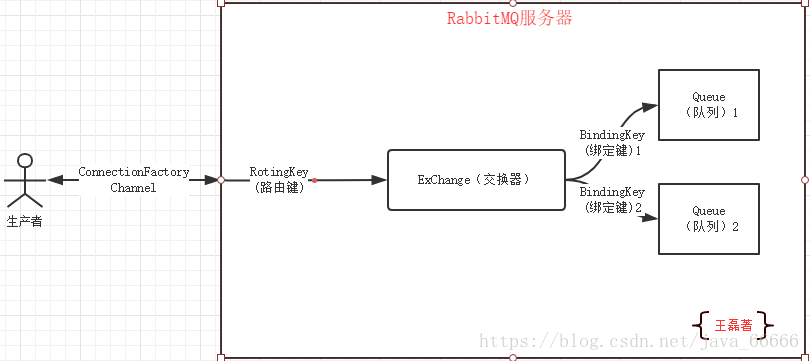 RabbitMQ服务器
Queue
（队列）1
BindingKey
(绑定键)1
ConnectionFactory
Channel
RotingKey
(路由键)
ExChange（交换器）
BindingKey
(绑定键)2
Queue
（队列）2
生产者
王磊著
https://blog.csdn.net/java_66666